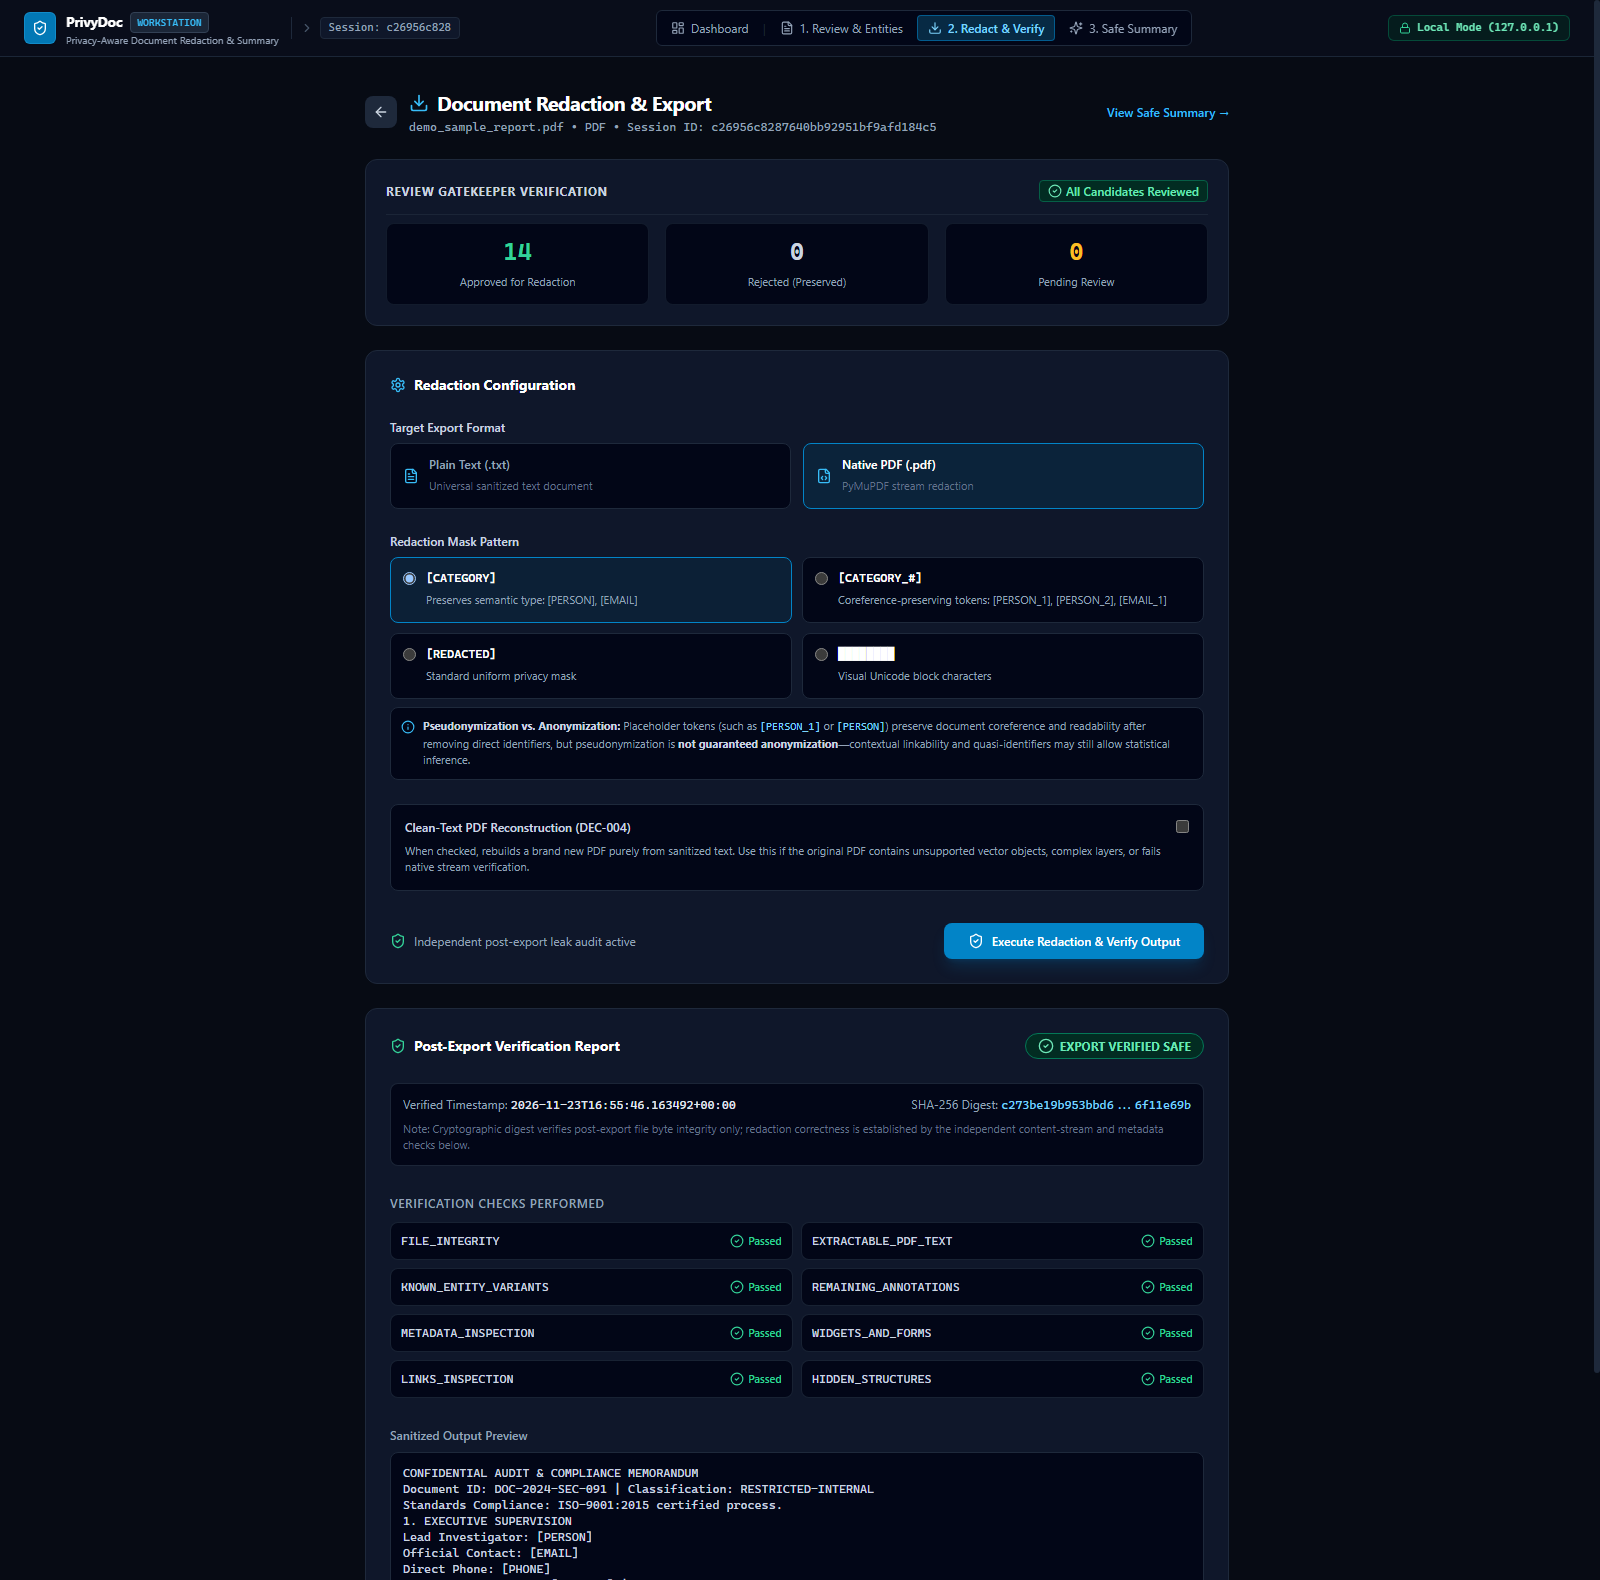 PrivyDoc WORKSTATION
Privacy-Aware Document Redaction & Summary
Session: c26956c828
Dashboard
1. Review & Entities
2. Redact & Verify
3. Safe Summary
Local Mode (127.0.0.1)
Document Redaction & Export
demo_sample_report.pdf • PDF • Session ID: c26956c8287640bb92951bf9afd184c5
View Safe Summary →
REVIEW GATEKEEPER VERIFICATION
All Candidates Reviewed
14
Approved for Redaction
0
Rejected (Preserved)
0
Pending Review
Redaction Configuration
Target Export Format
Plain Text (.txt)
Universal sanitized text document
Native PDF (.pdf)
PyMuPDF stream redaction
Redaction Mask Pattern
[CATEGORY]
Preserves semantic type: [PERSON], [EMAIL]
[CATEGORY_#]
Coreference-preserving tokens: [PERSON_1], [PERSON_2], [EMAIL_1]
[REDACTED]
Standard uniform privacy mask
████████
Visual Unicode block characters
Pseudonymization vs. Anonymization: Placeholder tokens (such as [PERSON_1] or [PERSON]) preserve document coreference and readability after
removing direct identifiers, but pseudonymization is not guaranteed anonymization—contextual linkability and quasi-identifiers may still allow statistical
inference.
Clean-Text PDF Reconstruction (DEC-004)
When checked, rebuilds a brand new PDF purely from sanitized text. Use this if the original PDF contains unsupported vector objects, complex layers, or fails
native stream verification.
Independent post-export leak audit active
Execute Redaction & Verify Output
Post-Export Verification Report
EXPORT VERIFIED SAFE
Verified Timestamp: 2026-11-23T16:55:46.163492+00:00
SHA-256 Digest: c273be19b953bbd6 ... 6f11e69b
Note: Cryptographic digest verifies post-export file byte integrity only; redaction correctness is established by the independent content-stream and metadata
checks below.
VERIFICATION CHECKS PERFORMED
FILE_INTEGRITY Passed
EXTRACTABLE_PDF_TEXT Passed
KNOWN_ENTITY_VARIANTS Passed
REMAINING_ANNOTATIONS Passed
METADATA_INSPECTION Passed
WIDGETS_AND_FORMS Passed
LINKS_INSPECTION Passed
HIDDEN_STRUCTURES Passed
Sanitized Output Preview
CONFIDENTIAL AUDIT & COMPLIANCE MEMORANDUM
Document ID: DOC-2024-SEC-091 | Classification: RESTRICTED-INTERNAL
Standards Compliance: ISO-9001:2015 certified process.
1. EXECUTIVE SUPERVISION
Lead Investigator: [PERSON]
Official Contact: [EMAIL]
Direct Phone: [PHONE]